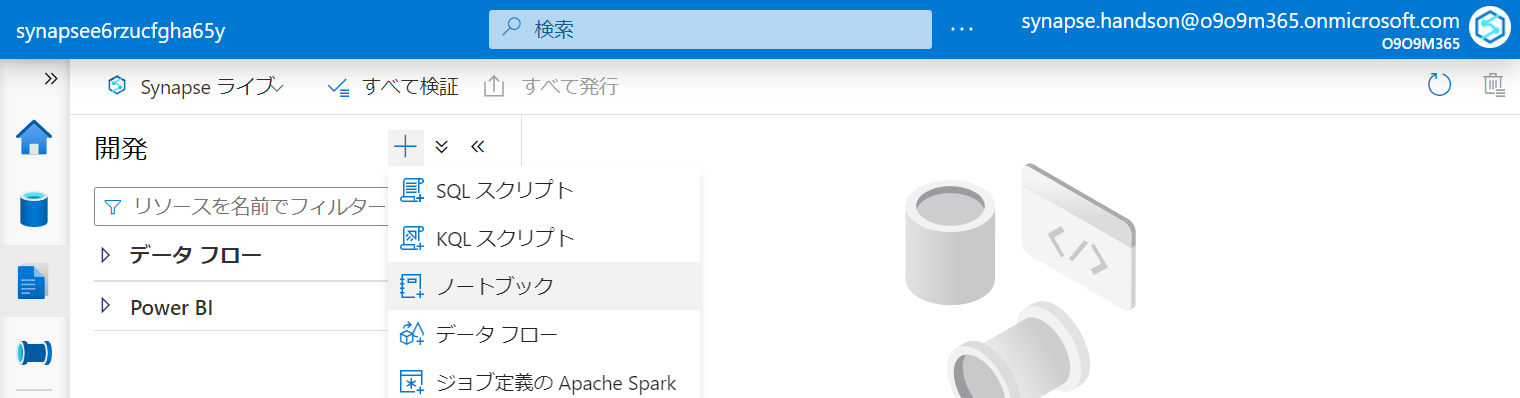 synapsee6rzucfgha65y
検索
synapse.handson@o9o9m365.onmicrosoft.com
O9O9M365
Synapse ライブ
すべて検証
すべて発行
開発
リソースを名前でフィルター
データ フロー
Power BI
SQL スクリプト
KQL スクリプト
ノートブック
データ フロー
ジョブ定義の Apache Spark